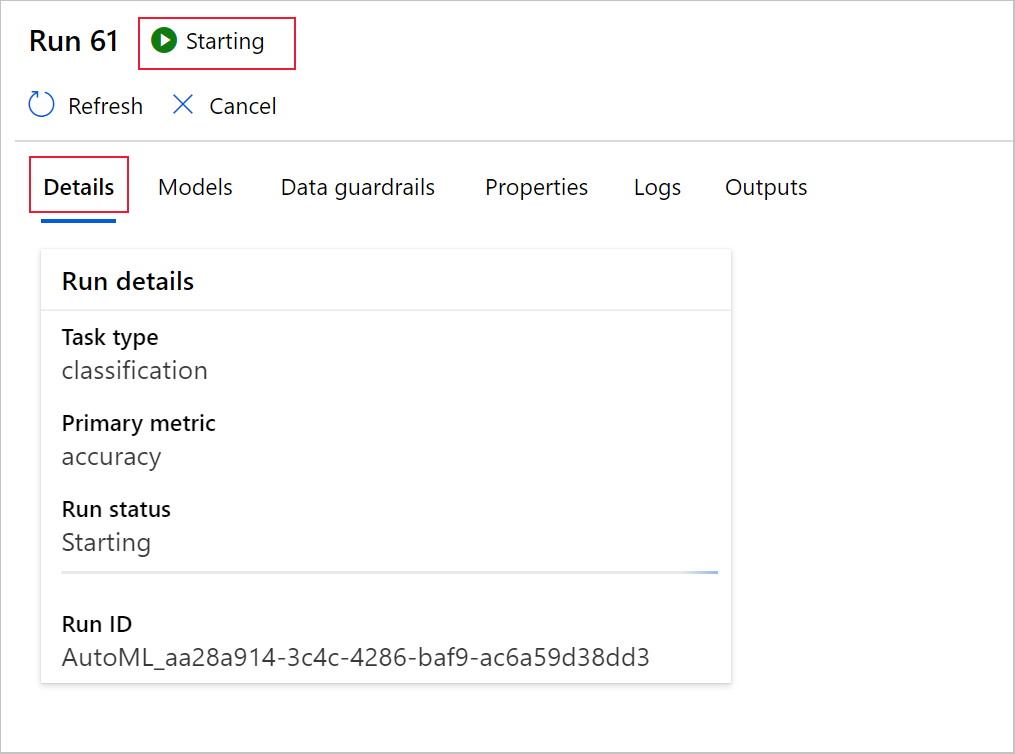 Run 61 Starting
Refresh Cancel
Details Models Data guardrails Properties Logs Outputs
Run details
Task type
classification
Primary metric
accuracy
Run status
Starting
Run ID
AutoML_aa28a914-3c4c-4286-baf9-ac6a59d38dd3